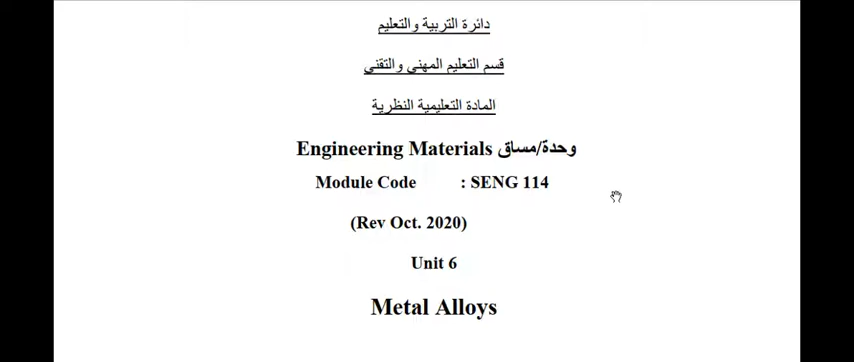 دائرة التربية والتعليم
قسم التعليم المهني والتقني
المادة التعليمية النظرية
وحدة/مساق Engineering Materials
Module Code : SENG 114
(Rev Oct. 2020)
Unit 6
Metal Alloys